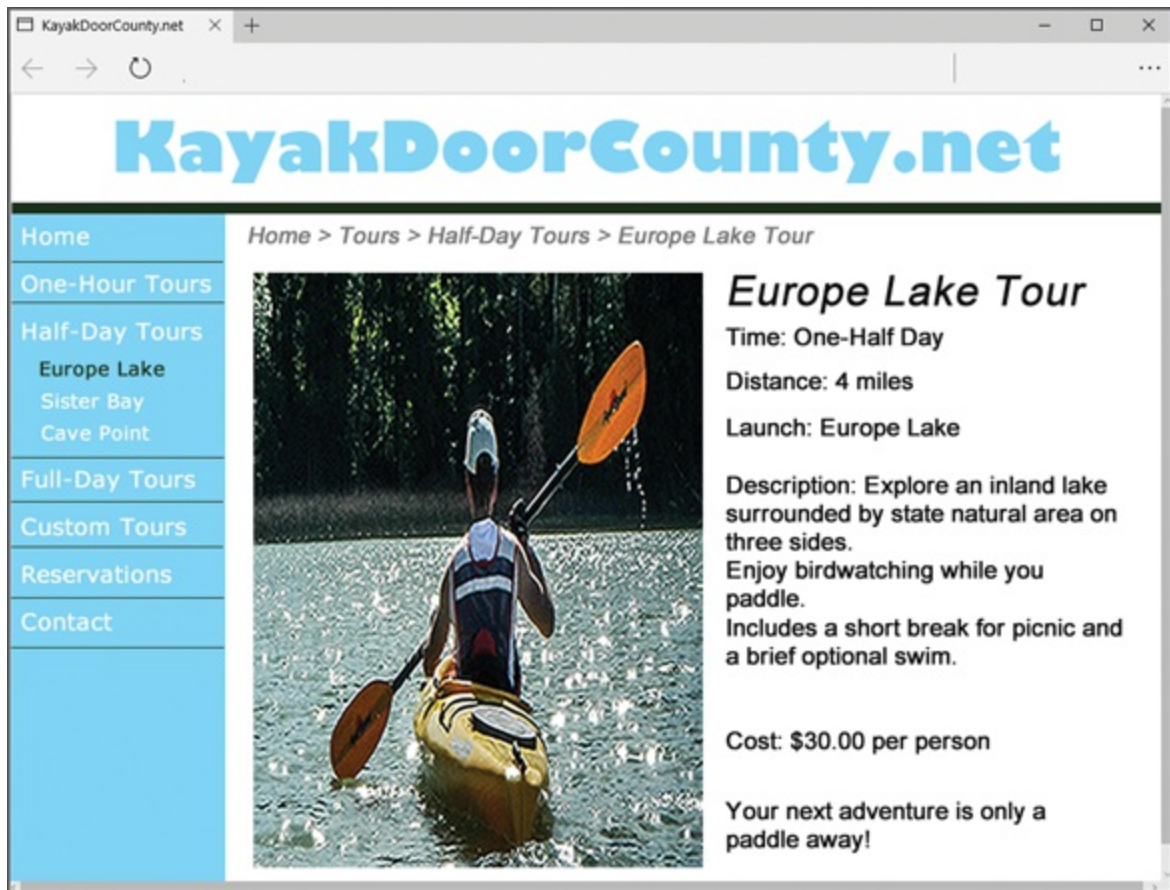 KayakDoorCounty.net
KayakDoorCounty.net
Home
One-Hour Tours
Half-Day Tours
Europe Lake
Sister Bay
Cave Point
Full-Day Tours
Custom Tours
Reservations
Contact
Home > Tours > Half-Day Tours > Europe Lake Tour
Europe Lake Tour
Time: One-Half Day
Distance: 4 miles
Launch: Europe Lake
Description: Explore an inland lake
surrounded by state natural area on
three sides.
Enjoy birdwatching while you
paddle.
Includes a short break for picnic and
a brief optional swim.
Cost: $30.00 per person
Your next adventure is only a
paddle away!